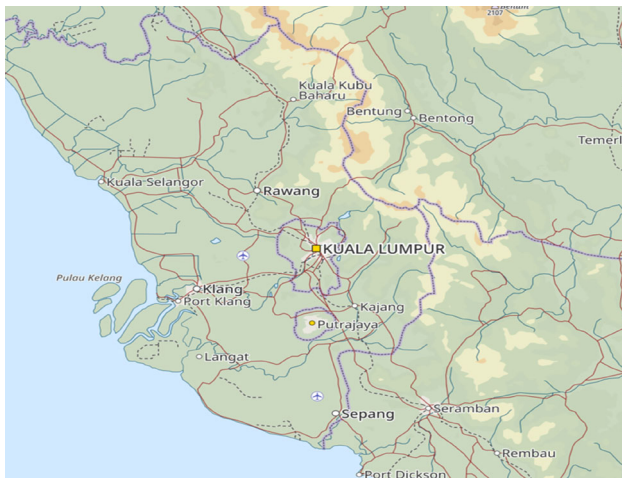 2107
Kuala Kubu
Baharu
Bentung
Bentong
Temerl
Kuala Selangor
Rawang
KUALA LUMPUR
Pulau Kelang
Klang
Port Klang
Kajang
Putrajaya
Langat
Sepang
Seramban
Rembau
Port Dickson